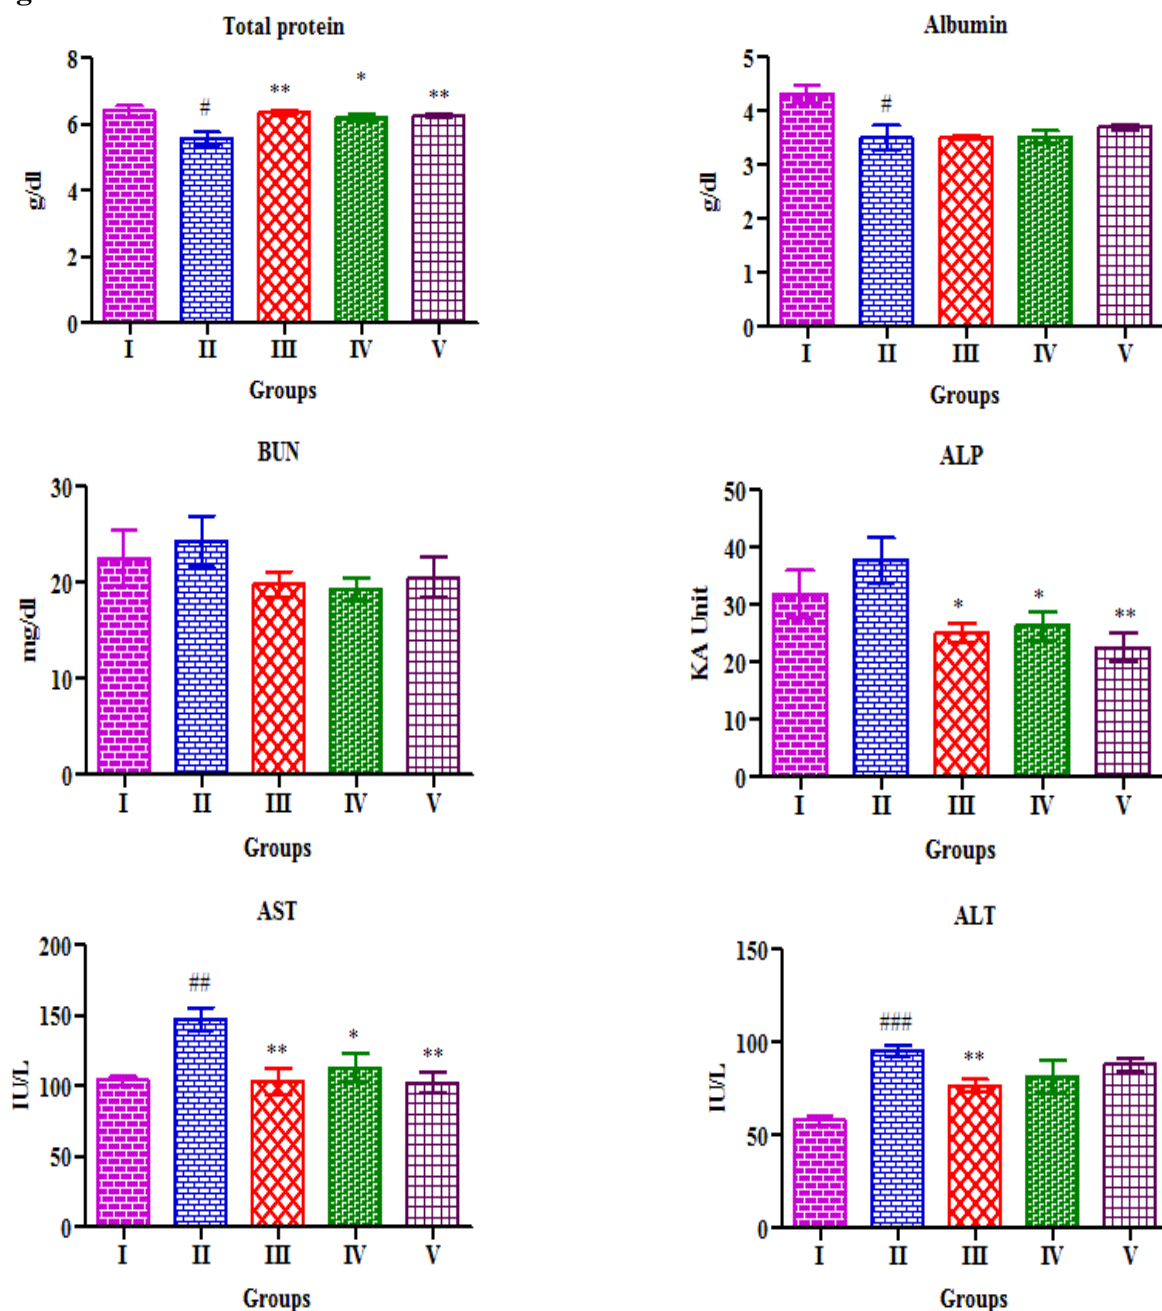 Total protein
8
6
4
2
0
g/dl
#
**
*
**
I II III IV V
Groups
Albumin
5
4
3
2
1
0
g/dl
#
I II III IV V
Groups
BUN
30
20
10
0
mg/dl
I II III IV V
Groups
ALP
50
40
30
20
10
0
KA Unit
*
*
**
I II III IV V
Groups
AST
200
150
100
50
0
IU/L
##
**
*
**
I II III IV V
Groups
ALT
150
100
50
0
IU/L
###
**
I II III IV V
Groups